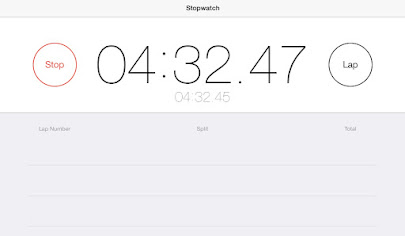 Stopwatch
Stop 04:32.47 Lap
04:32.45
Lap Number Split Total